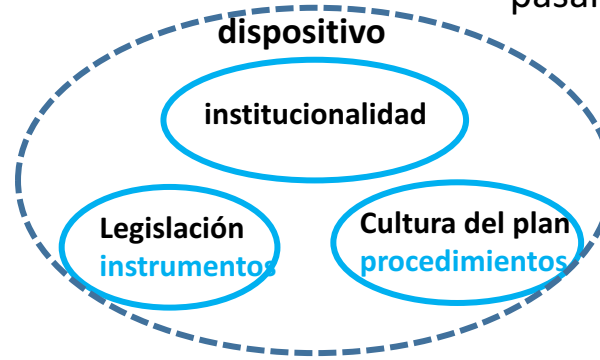 dispositivo
institucionalidad
Legislación
instrumentos
Cultura del plan
procedimientos